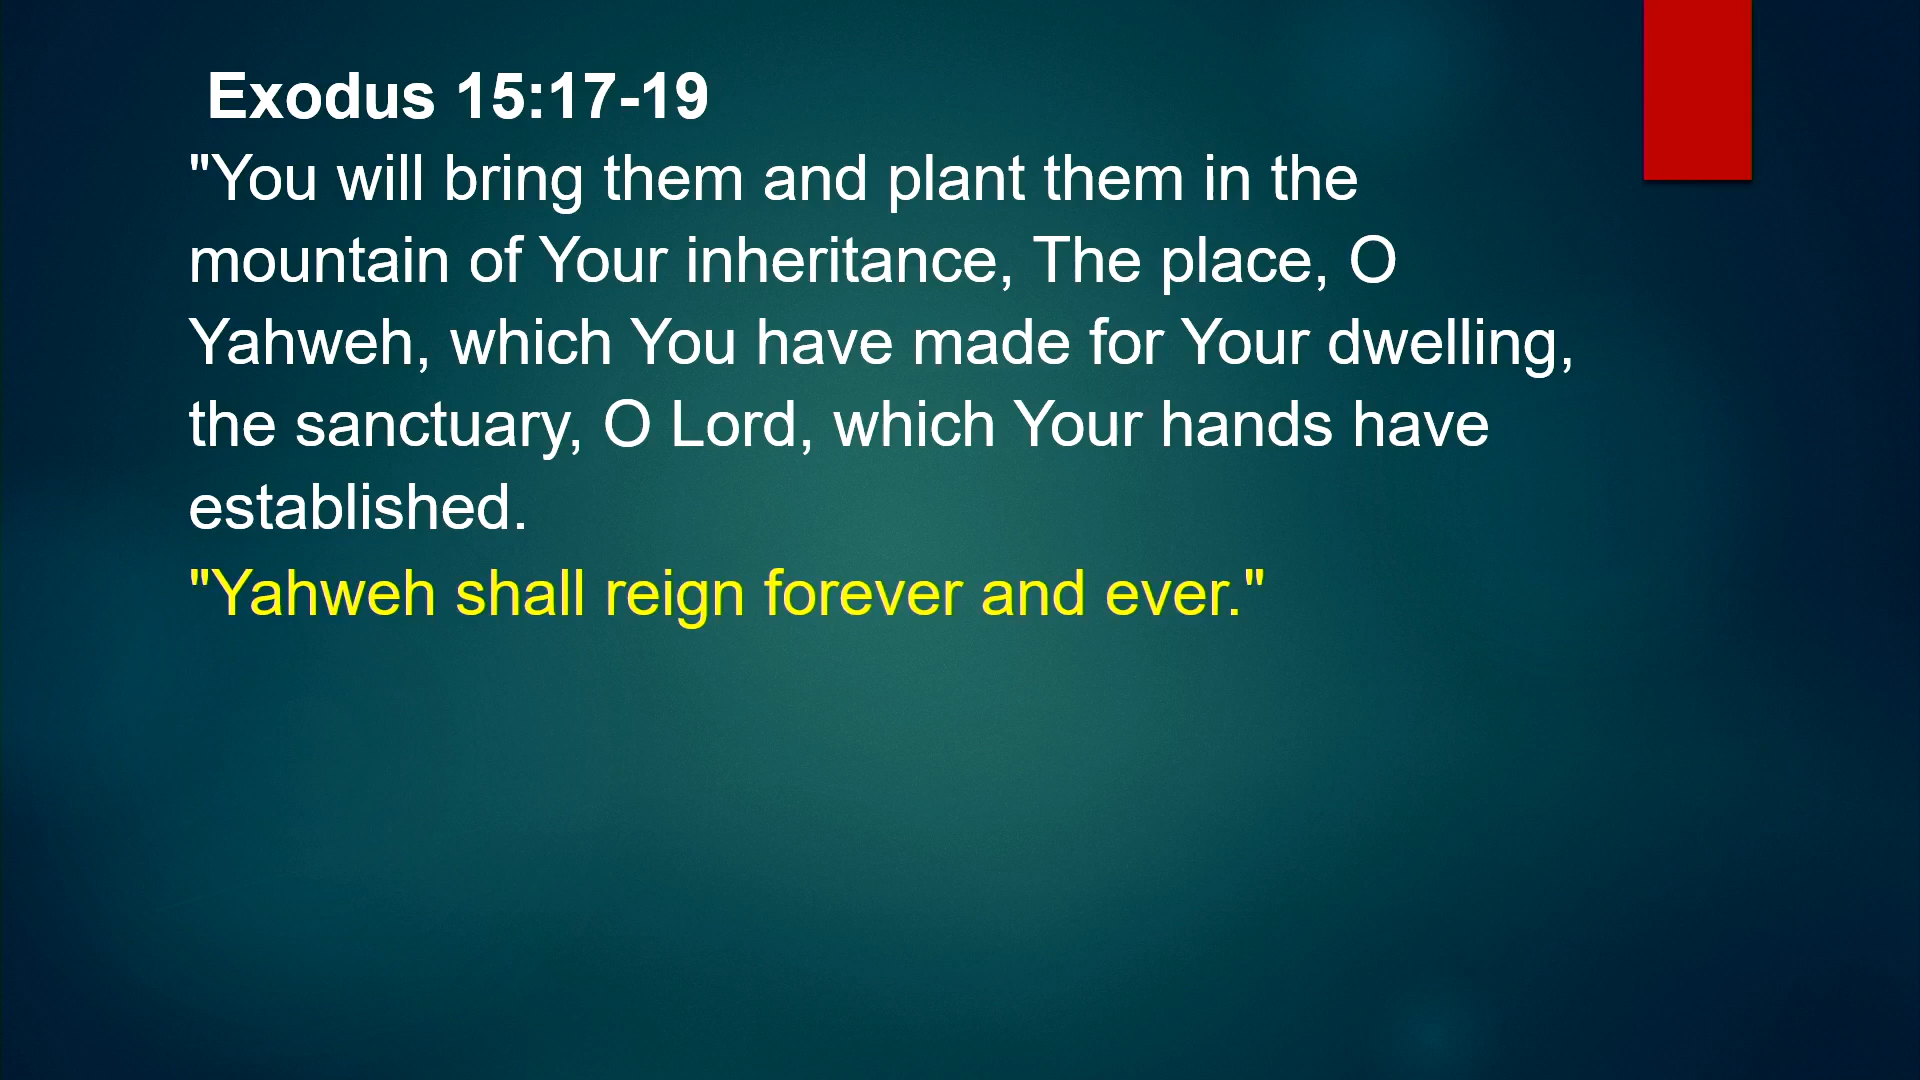 Exodus 15:17-19
"You will bring them and plant them in the
mountain of Your inheritance, The place, O
Yahweh, which You have made for Your dwelling,
the sanctuary, O Lord, which Your hands have
established.
"Yahweh shall reign forever and ever."